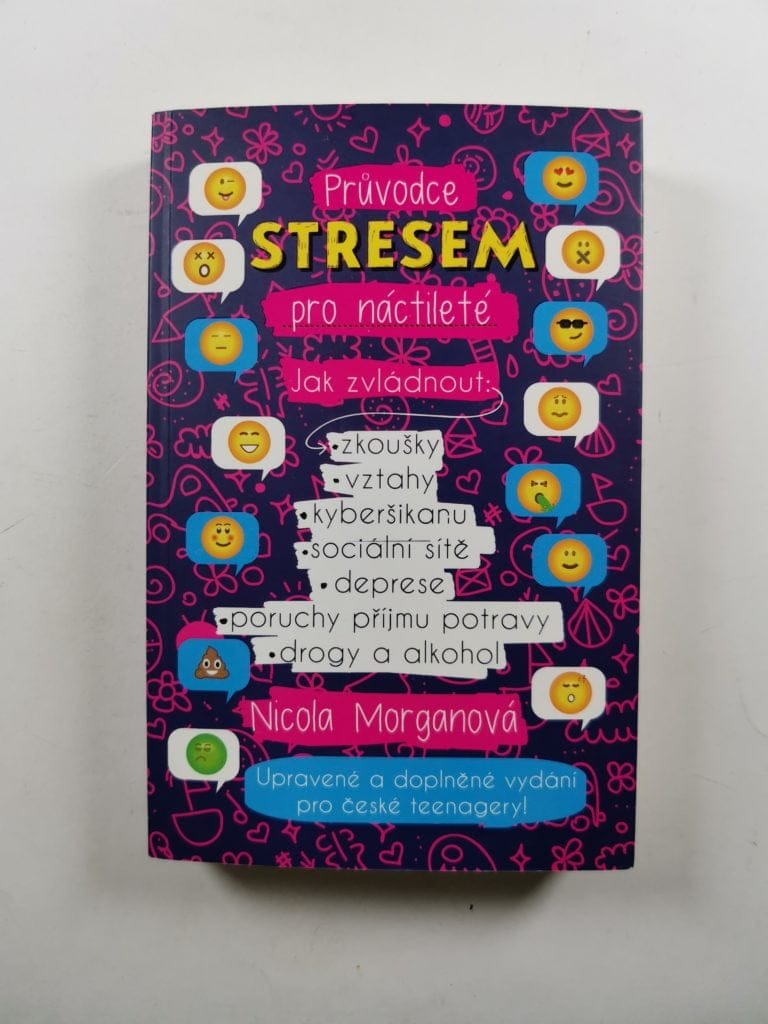 Průvodce
STRESEM
pro náctileté
Jak zvládnout:
•zkoušky
•vztahy
•kyberšikanu
•sociální sítě
•deprese
•poruchy příjmu potravy
•drogy a alkohol
Nicola Morganová
Upravené a doplněné vydání
pro české teenagery!